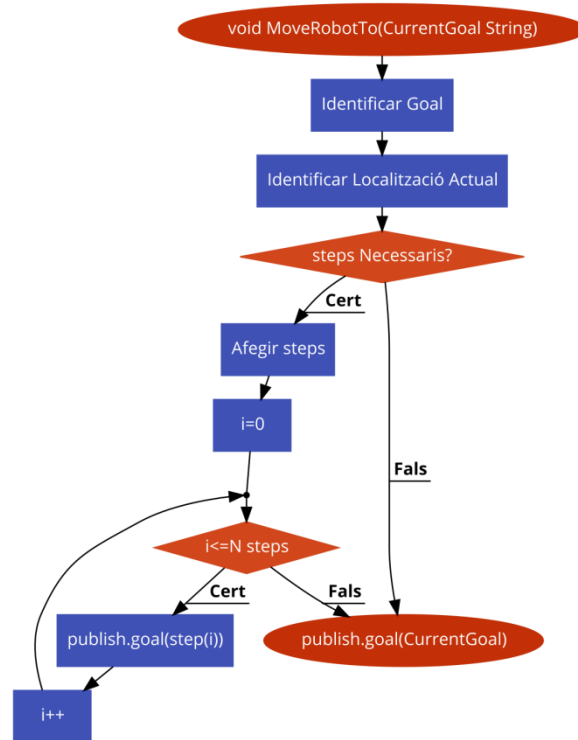 void MoveRobotTo(CurrentGoal String)
Identificar Goal
Identificar Localització Actual
steps Necessaris?
Cert
Afegir steps
i=0
Fals
i<=N steps
Cert
Fals
publish.goal(step(i))
publish.goal(CurrentGoal)
i++